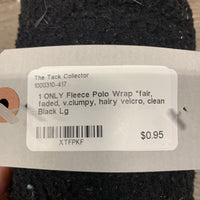 The Tack Collector
1000310-417
1 ONLY Fleece Polo Wrap "fair,
faded, v.clumpy, hairy velcro, clean
Black Lg
$0.95
XTFPKF